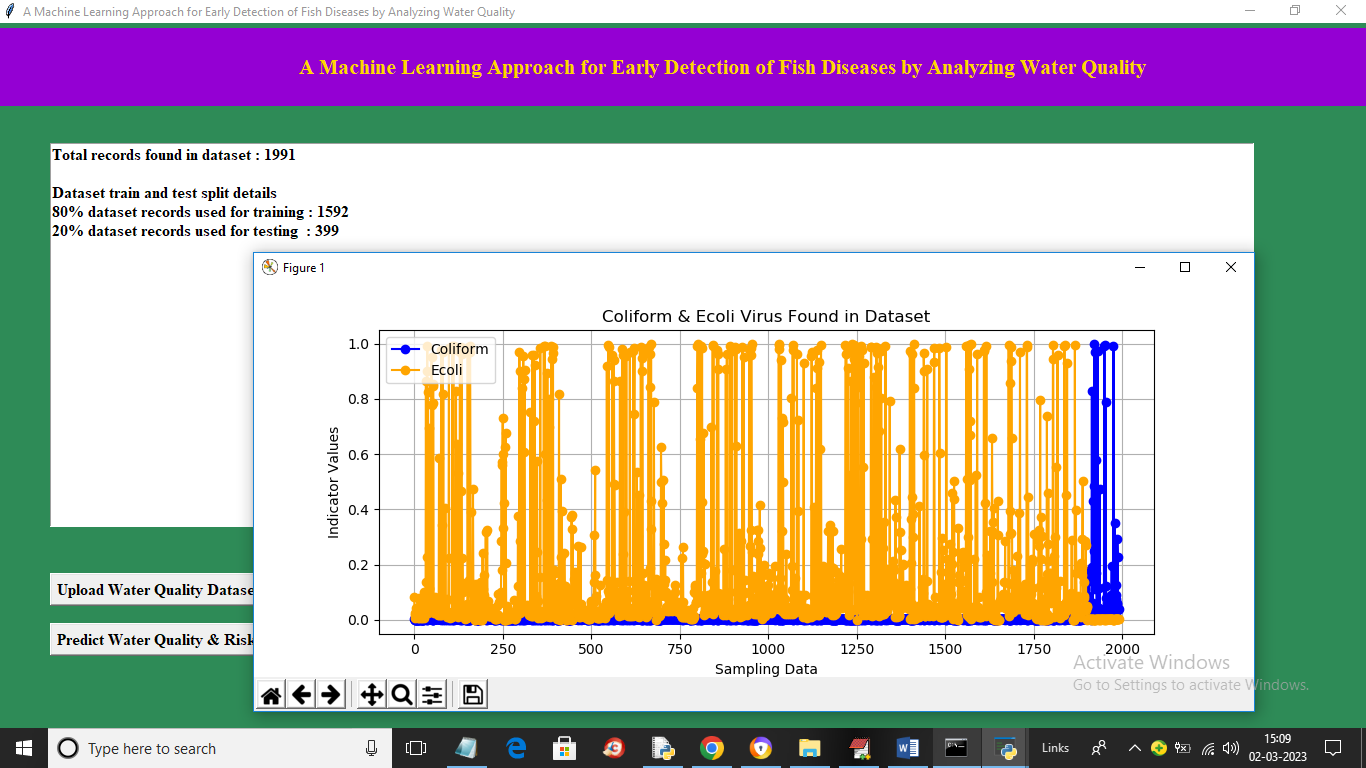 A Machine Learning Approach for Early Detection of Fish Diseases by Analyzing Water Quality
A Machine Learning Approach for Early Detection of Fish Diseases by Analyzing Water Quality
Total records found in dataset : 1991
Dataset train and test split details
80% dataset records used for training : 1592
20% dataset records used for testing  : 399
Figure 1
Coliform & Ecoli Virus Found in Dataset
Coliform
Ecoli
Indicator Values
1.0
0.8
0.6
0.4
0.2
0.0
0 250 500 750 1000 1250 1500 1750 2000
Sampling Data
Upload Water Quality Datase
Predict Water Quality & Risk
Activate Windows
Go to Settings to activate Windows.
Type here to search
Links
15:09
02-03-2023